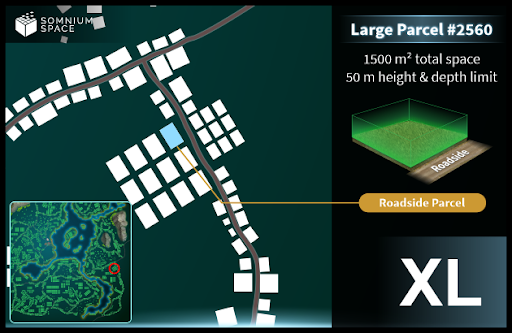 SOMNIUM
SPACE
Large Parcel #2560
1500 m² total space
50 m height & depth limit
Roadside
Roadside Parcel
XL